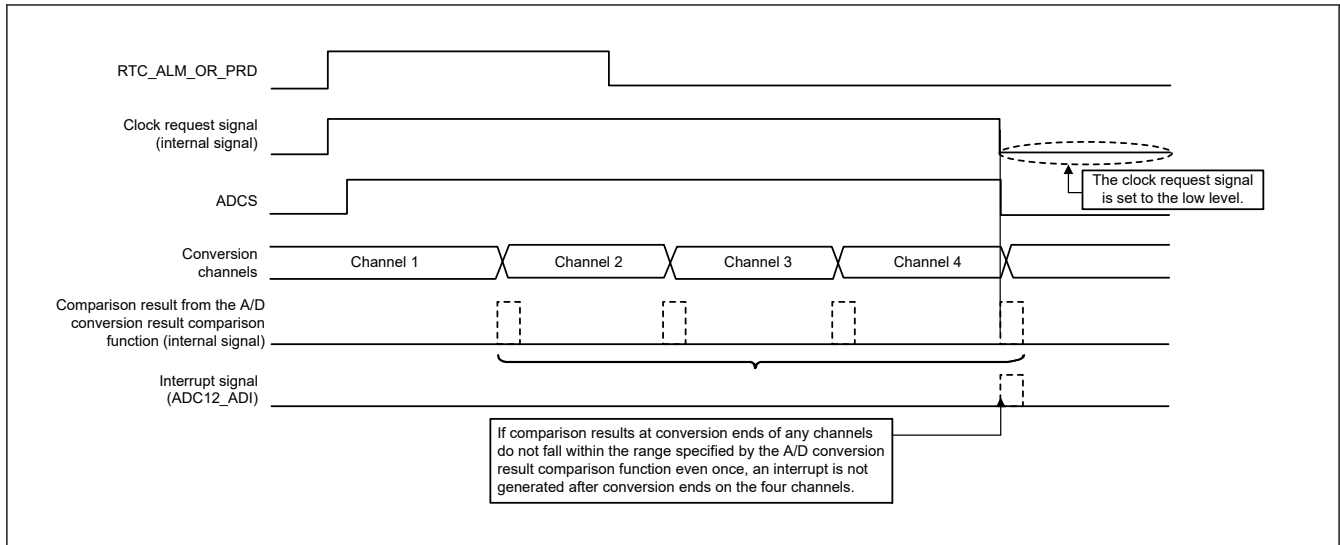 RTC_ALM_OR_PRD
Clock request signal
(internal signal)
The clock request signal
is set to the low level.
ADCS
Conversion
channels
Channel 1
Channel 2
Channel 3
Channel 4
Comparison result from the A/D
conversion result comparison
function (internal signal)
Interrupt signal
(ADC12_ADI)
If comparison results at conversion ends of any channels
do not fall within the range specified by the A/D conversion
result comparison function even once, an interrupt is not
generated after conversion ends on the four channels.